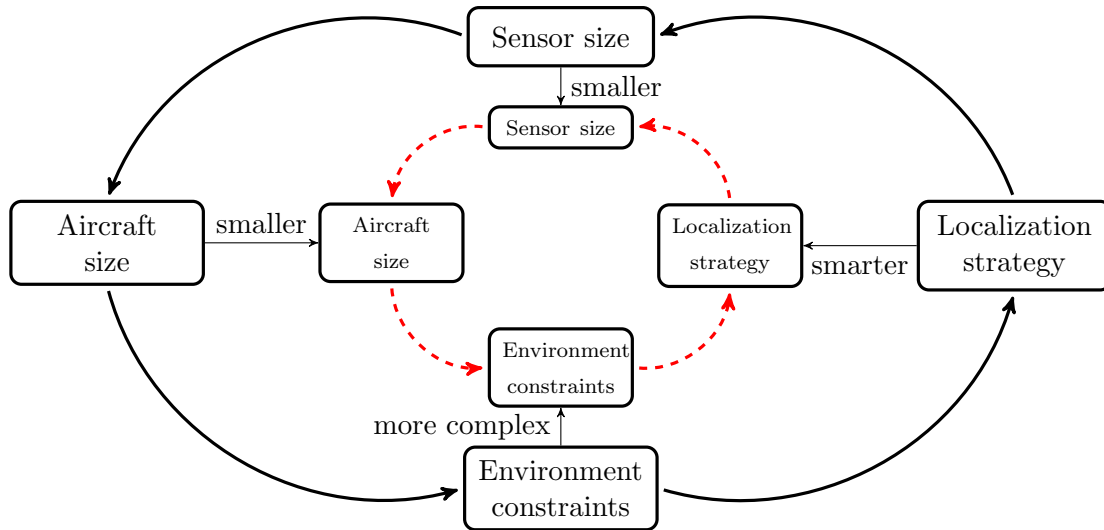 Sensor size
smaller
Sensor size
Aircraft
size
smaller
Aircraft
size
Localization
strategy
smarter
Localization
strategy
Environment
constraints
more complex
Environment
constraints